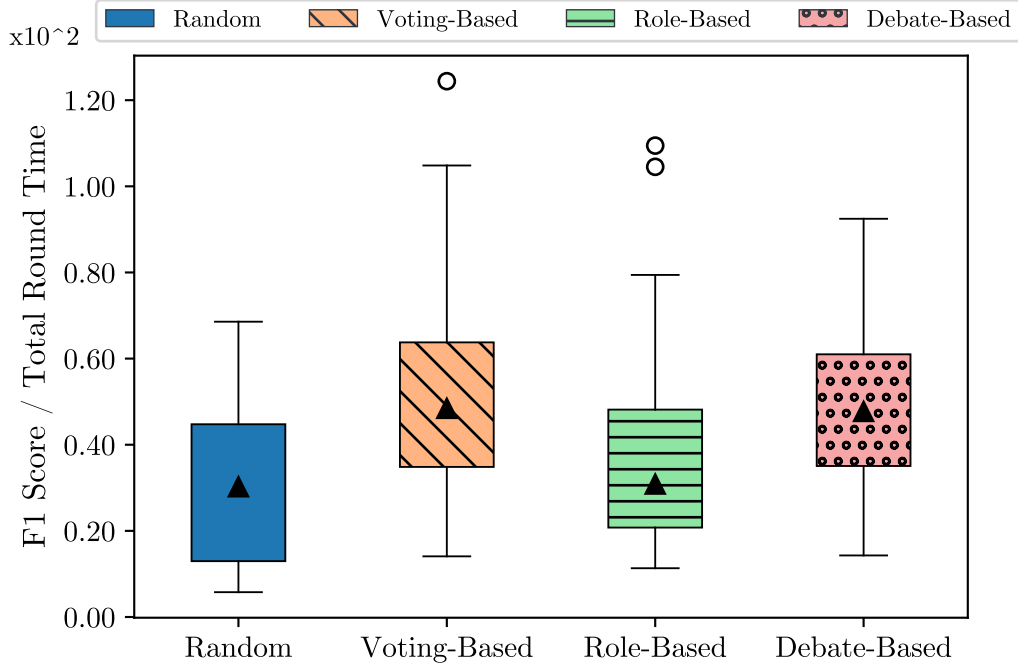 Random Voting-Based Role-Based Debate-Based
x10^2
F1 Score / Total Round Time
1.20
1.00
0.80
0.60
0.40
0.20
0.00
Random Voting-Based Role-Based Debate-Based